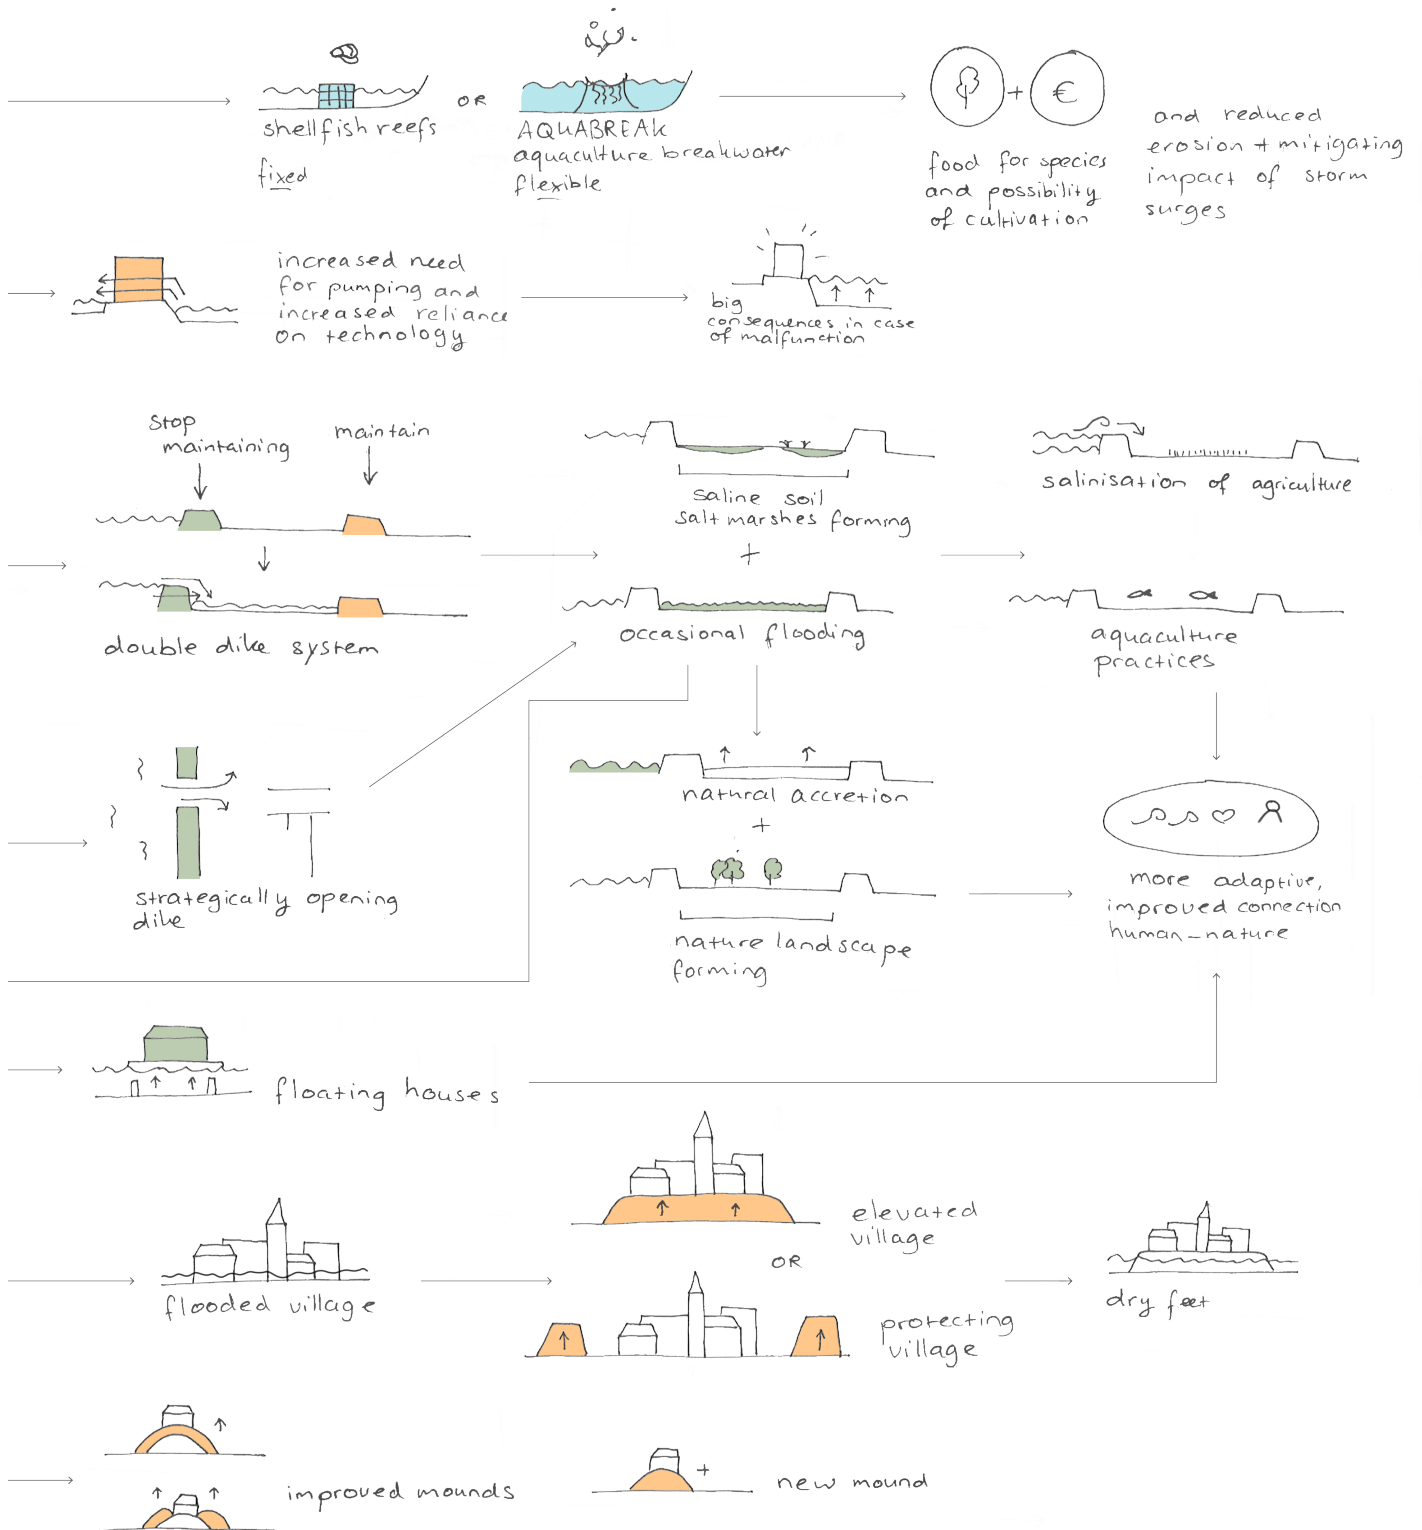 shellfish reefs
fixed
OR
AQUABREAK
aquaculture breakwater
flexible
+
€
food for species
and possibility
of cultivation
and reduced
erosion + mitigating
impact of storm
surges
increased need
for pumping and
increased reliance
on technology
big
consequences in case
of malfunction
stop
maintaining
maintain
double dike system
saline soil
salt marshes forming
+
occasional flooding
salinisation of agriculture
aquaculture
practices
strategically opening
dike
natural accretion
+
nature landscape
forming
more adaptive,
improved connection
human-nature
floating houses
flooded village
elevated
village
OR
protecting
village
dry feet
improved mounds
+
new mound